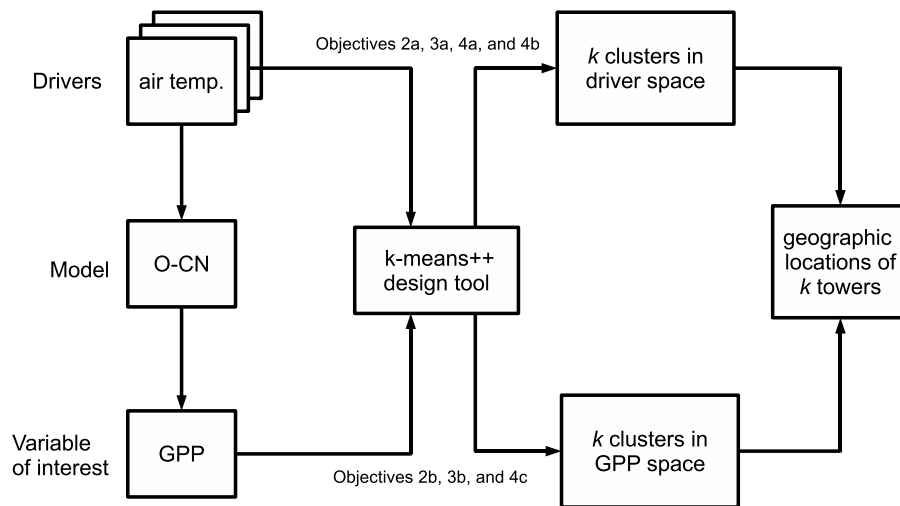 Objectives 2a, 3a, 4a, and 4b
Drivers
air temp.
k clusters in
driver space
Model
O-CN
k-means++
design tool
geographic
locations of
k towers
Variable
of interest
GPP
k clusters in
GPP space
Objectives 2b, 3b, and 4c